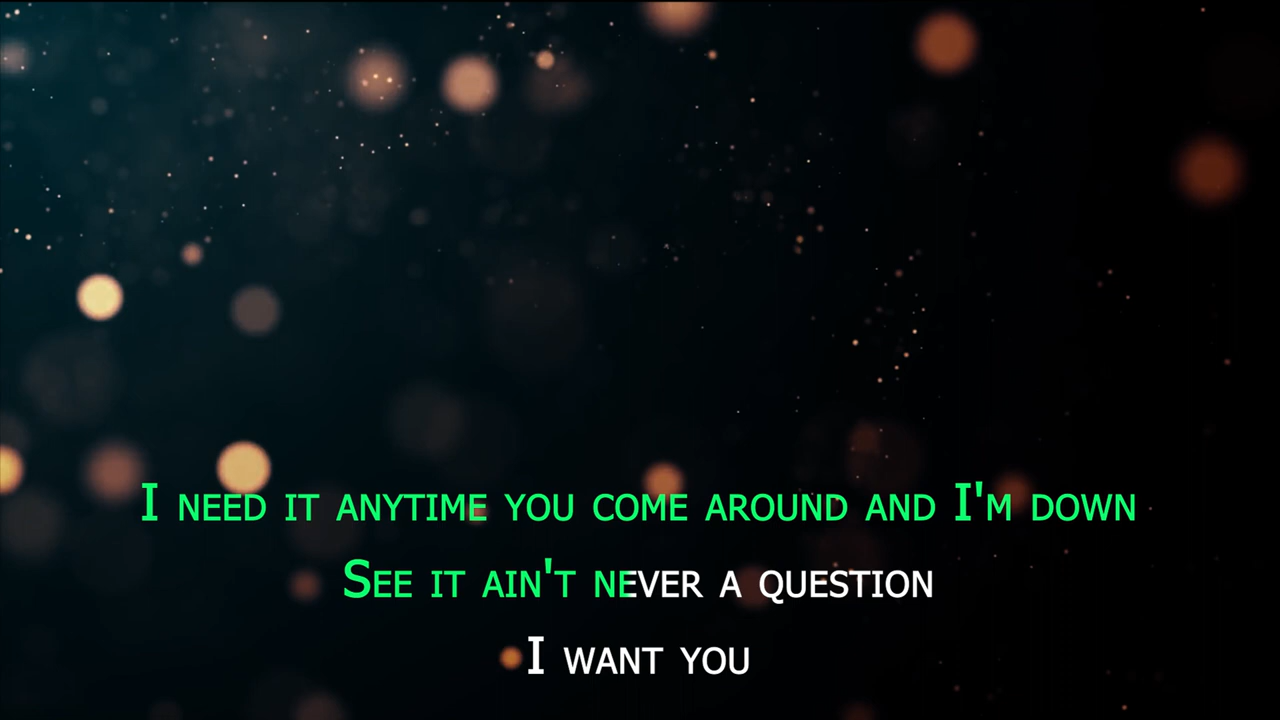 I need it anytime you come around and I'm down
See it ain't never a question
I want you